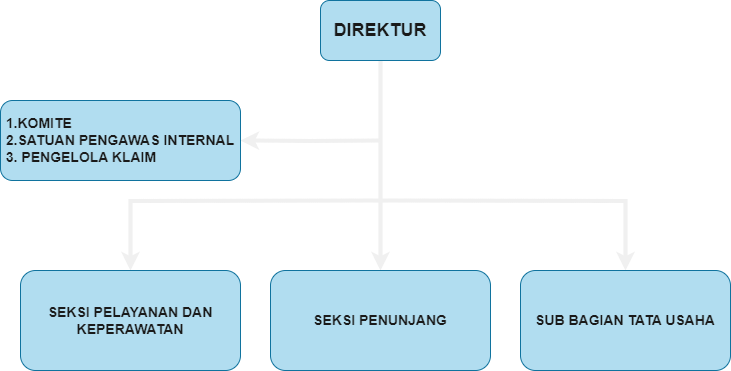 DIREKTUR
1.KOMITE
2.SATUAN PENGAWAS INTERNAL
3. PENGELOLA KLAIM
SEKSI PELAYANAN DAN
KEPERAWATAN
SEKSI PENUNJANG
SUB BAGIAN TATA USAHA